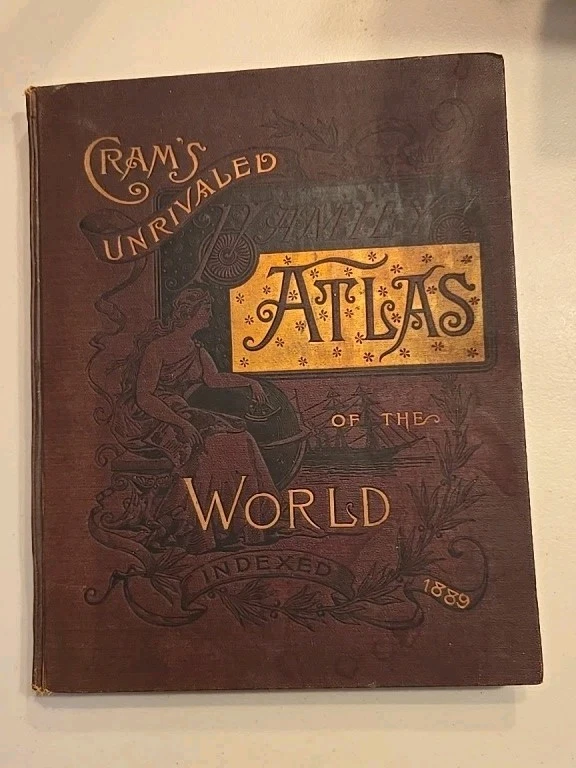 CRAM'S
UNRIVALED
FAMILY
ATLAS
OF THE
WORLD
INDEXED
1889